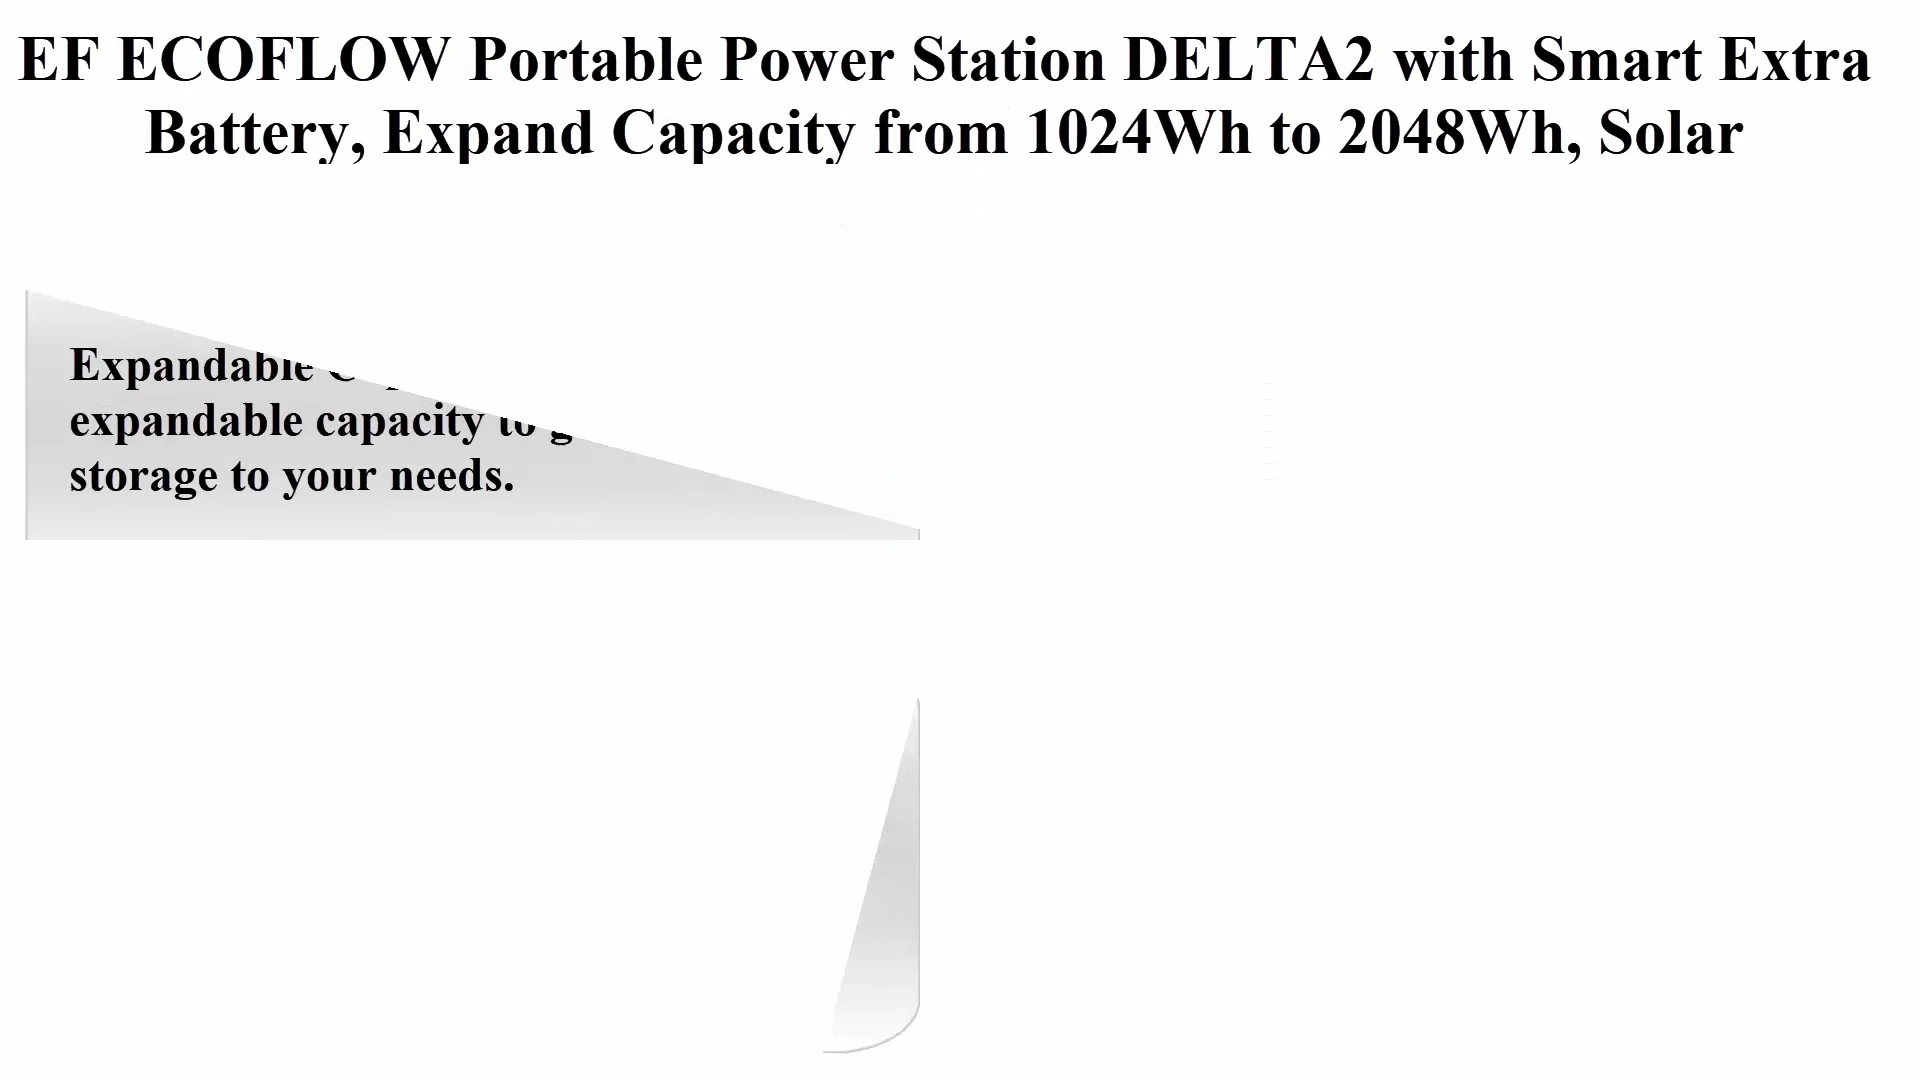 EF ECOFLOW Portable Power Station DELTA2 with Smart Extra
Battery, Expand Capacity from 1024Wh to 2048Wh, Solar
Expandable
expandable capacity to
storage to your needs.